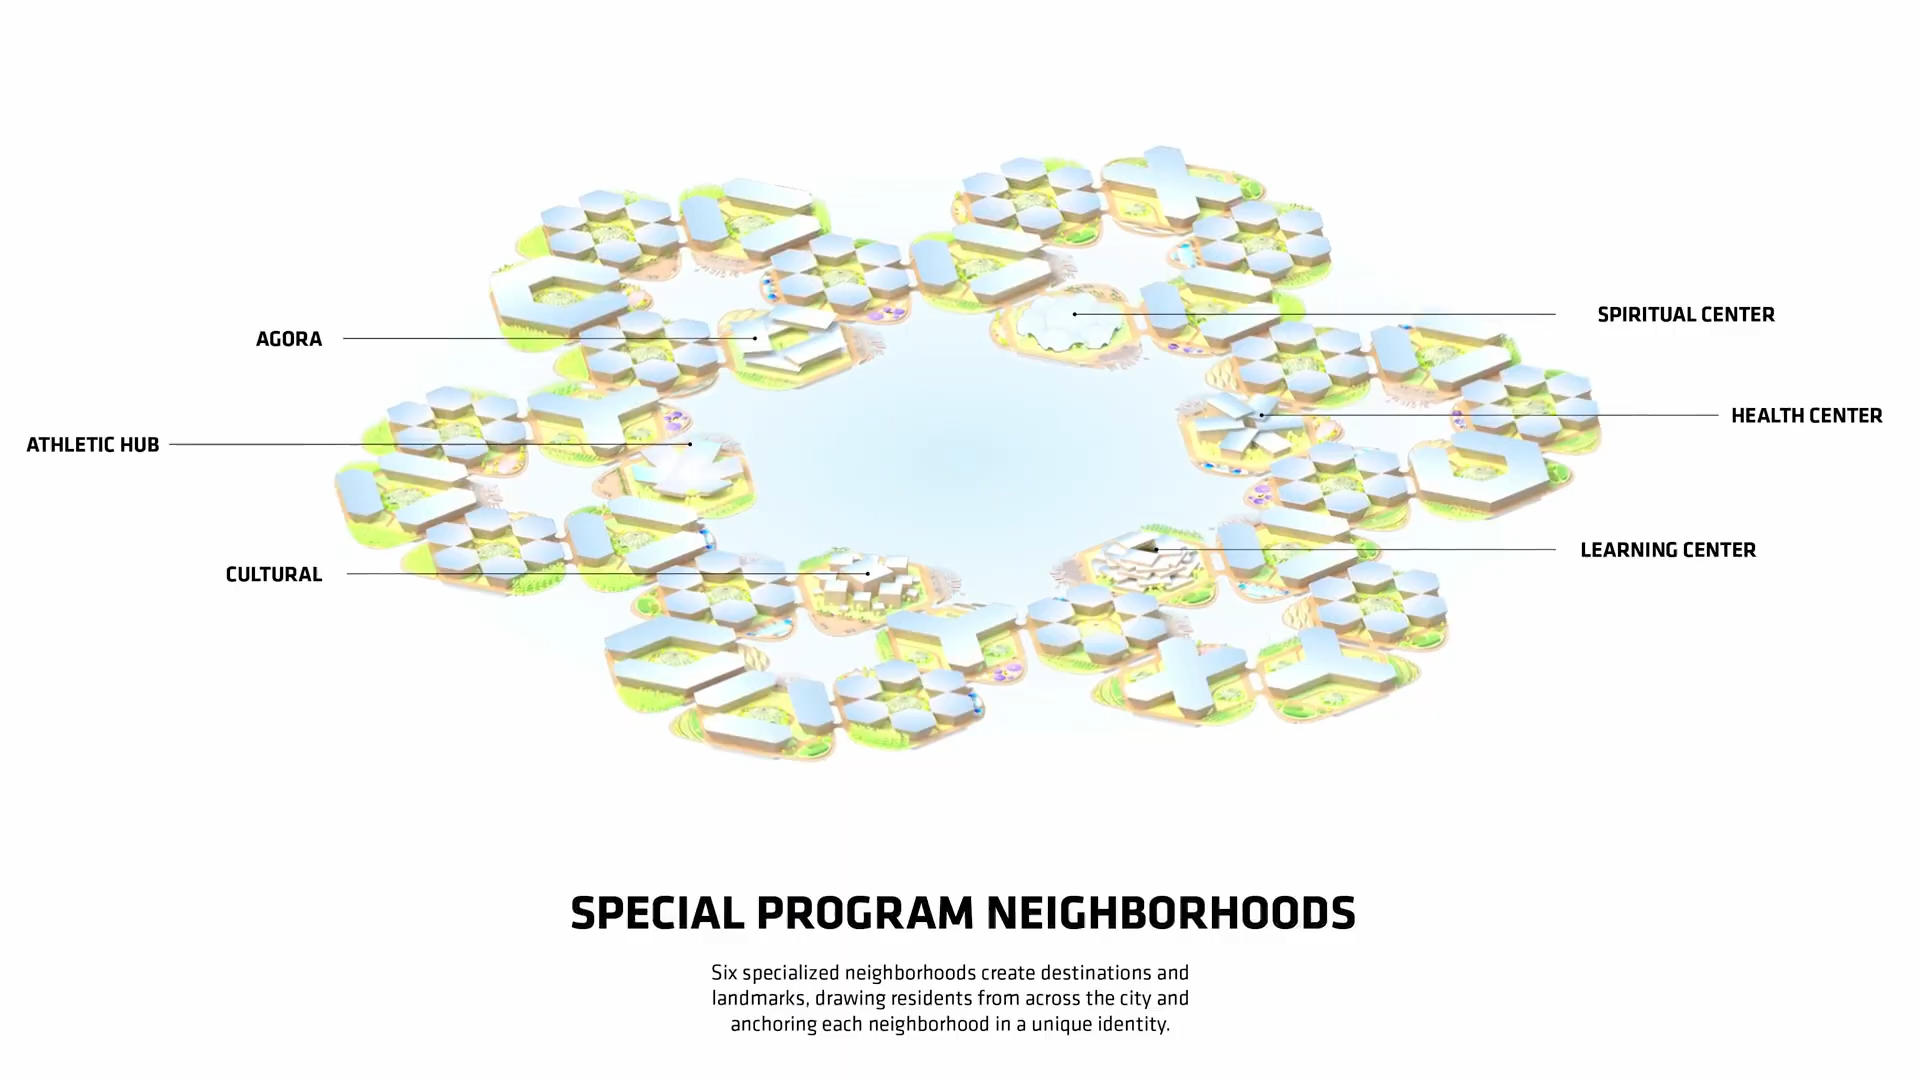 SPIRITUAL CENTER
AGORA
HEALTH CENTER
ATHLETIC HUB
LEARNING CENTER
CULTURAL
SPECIAL PROGRAM NEIGHBORHOODS
Six specialized neighborhoods create destinations and
landmarks, drawing residents from across the city and
anchoring each neighborhood in a unique identity.